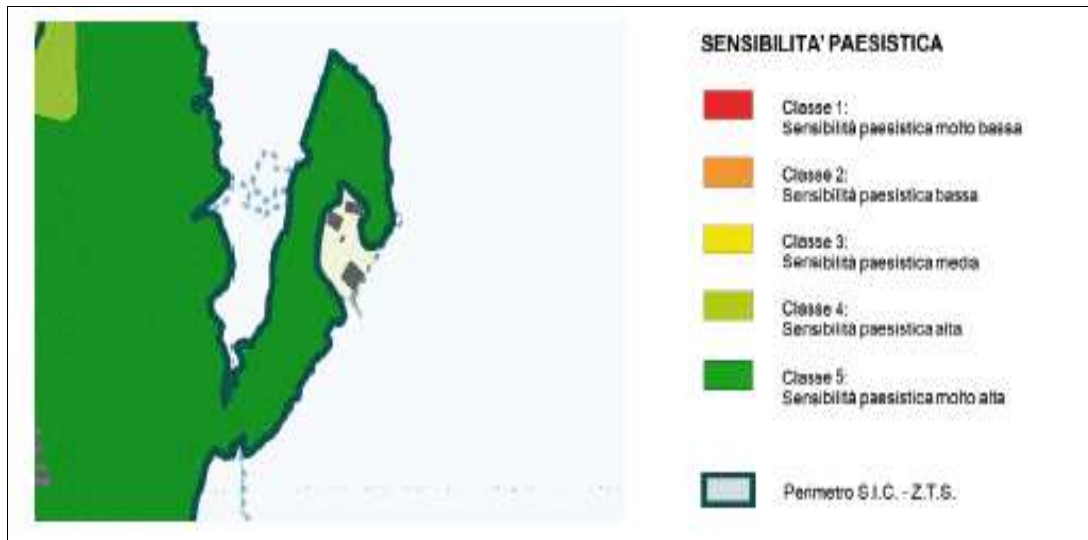 SENSIBILITA' PAESISTICA
Classe 1:
Sensibilità paesistica molto bassa
Classe 2:
Sensibilità paesistica bassa
Classe 3:
Sensibilità paesistica media
Classe 4:
Sensibilità paesistica alta
Classe 5:
Sensibilità paesistica molto alta
Perimetro S.I.C. - Z.T.S.